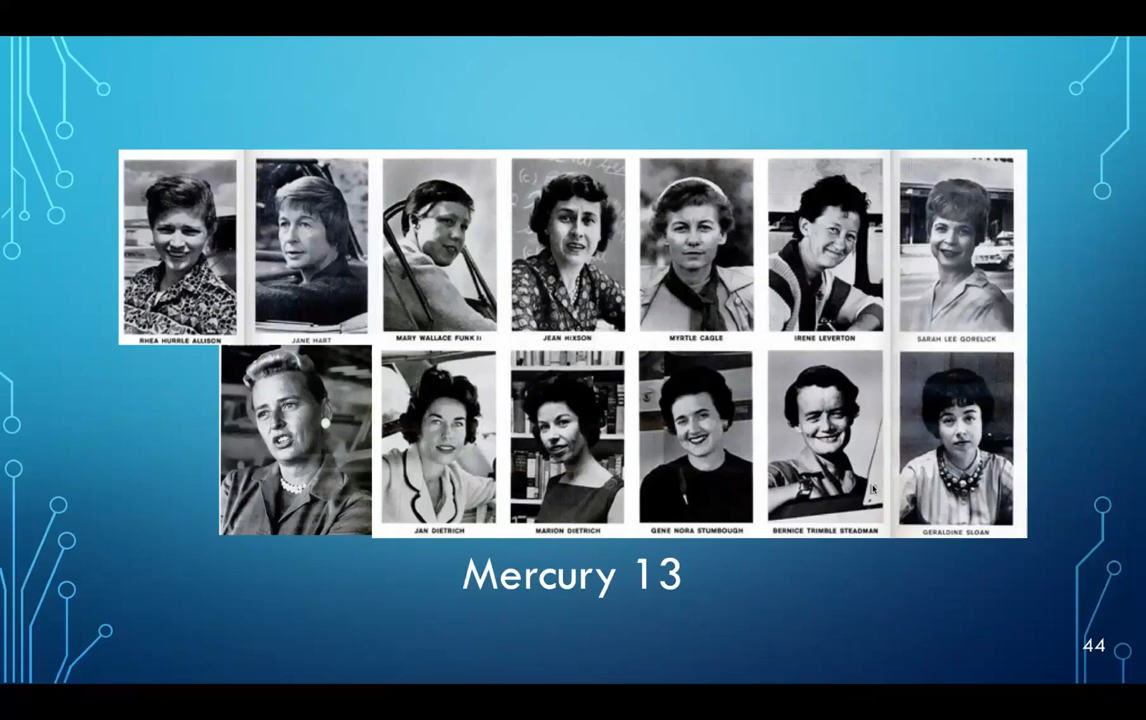 RHEA HURRLE ALLISON
JANE HART
MARY WALLACE FUNK II
JEAN HIXSON
MYRTLE CAGLE
IRENE LEVERTON
SARAH LEE GORELICK
JAN DIETRICH
MARION DIETRICH
GENE NORA STUMBOUGH
BERNICE TRIMBLE STEADMAN
GERALDINE SLOAN
Mercury 13
44